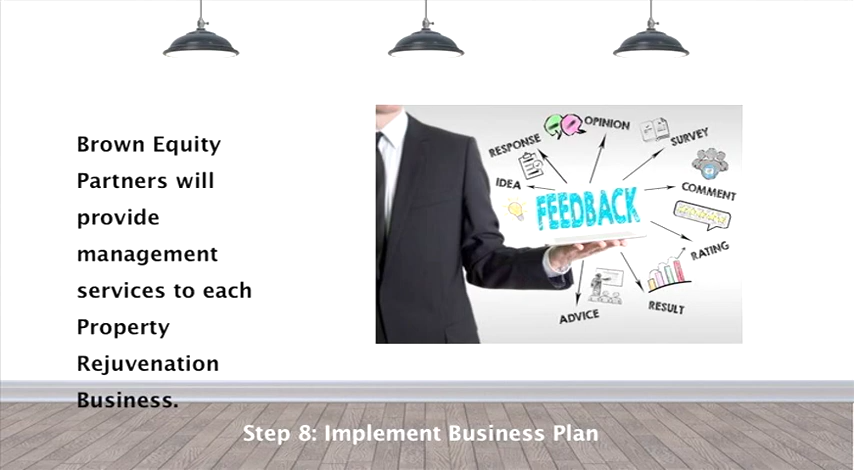 Brown Equity
Partners will
provide
management
services to each
Property
Rejuvenation
Business.
OPINION
RESPONSE
SURVEY
IDEA
COMMENT
FEEDBACK
RATING
RESULT
ADVICE
Step 8: Implement Business Plan